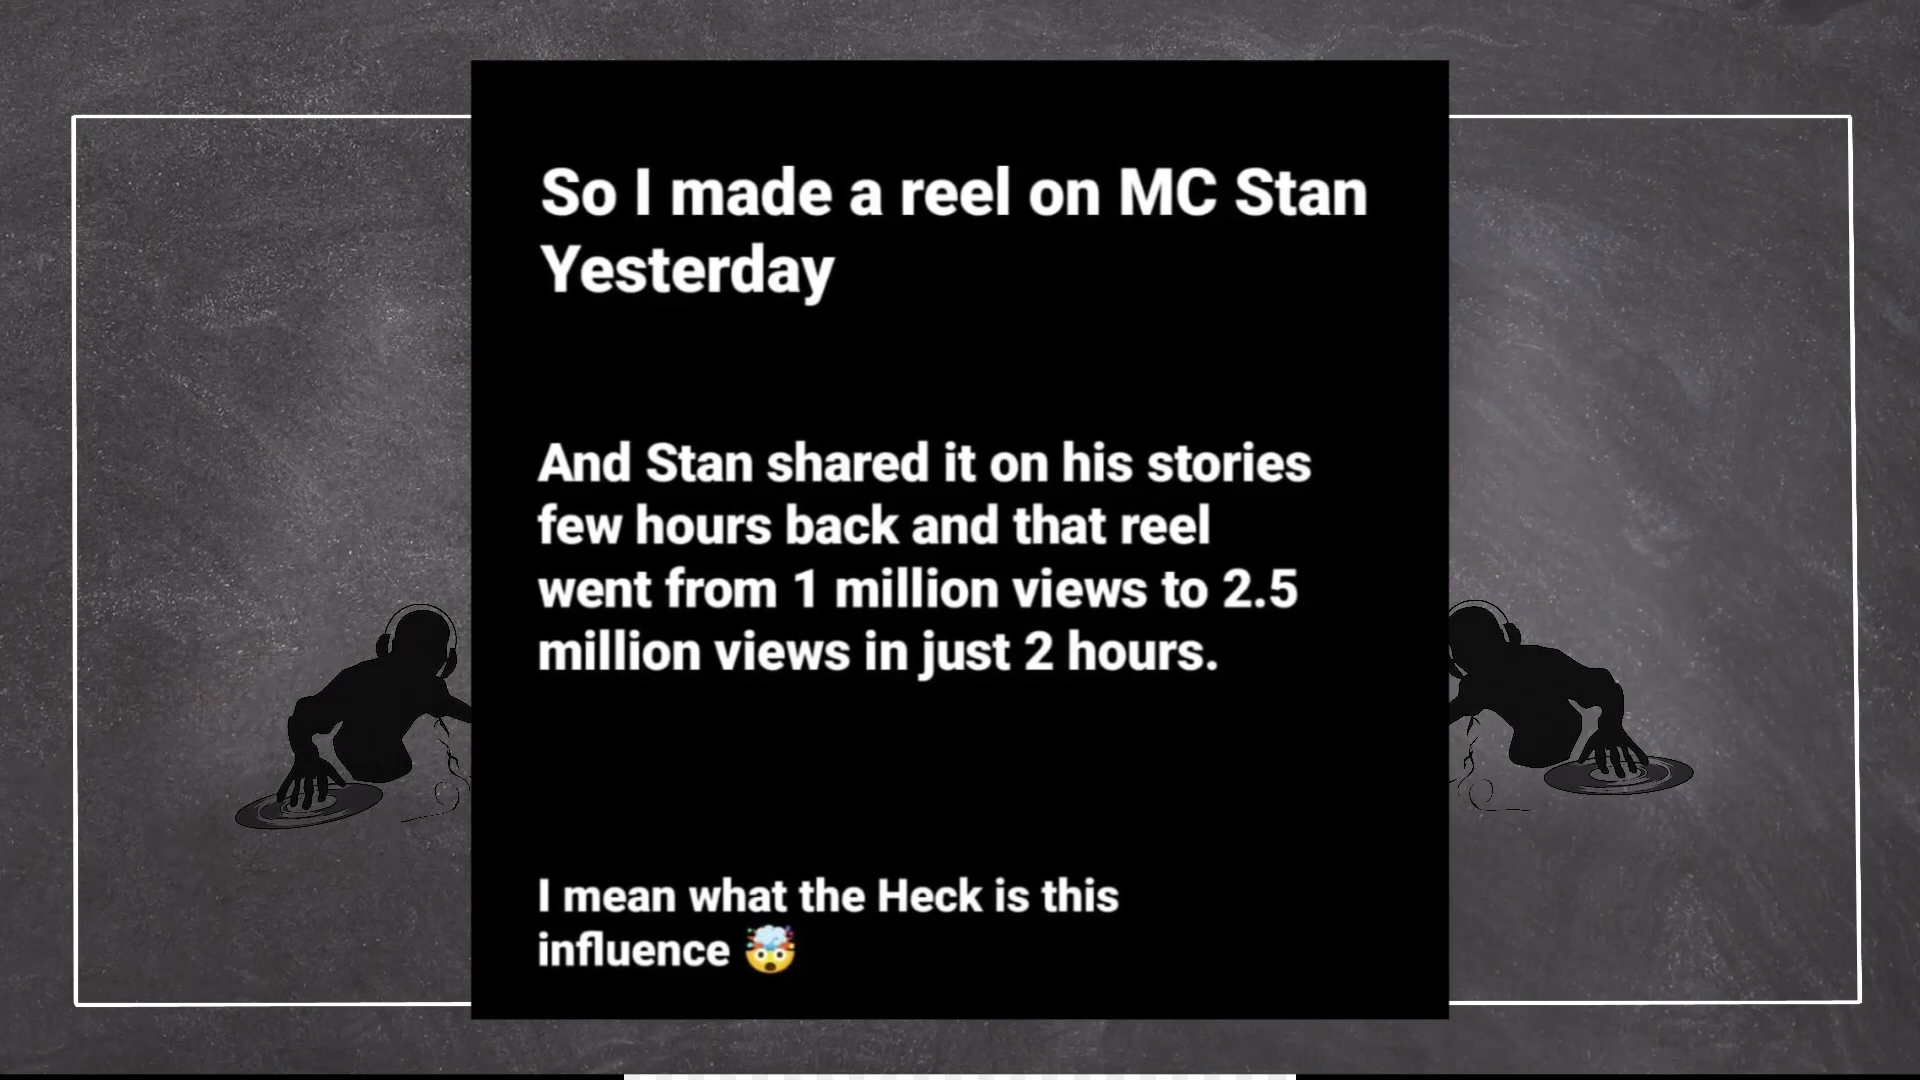 So I made a reel on MC Stan
Yesterday
And Stan shared it on his stories
few hours back and that reel
went from 1 million views to 2.5
million views in just 2 hours.
I mean what the Heck is this
influence 🤯